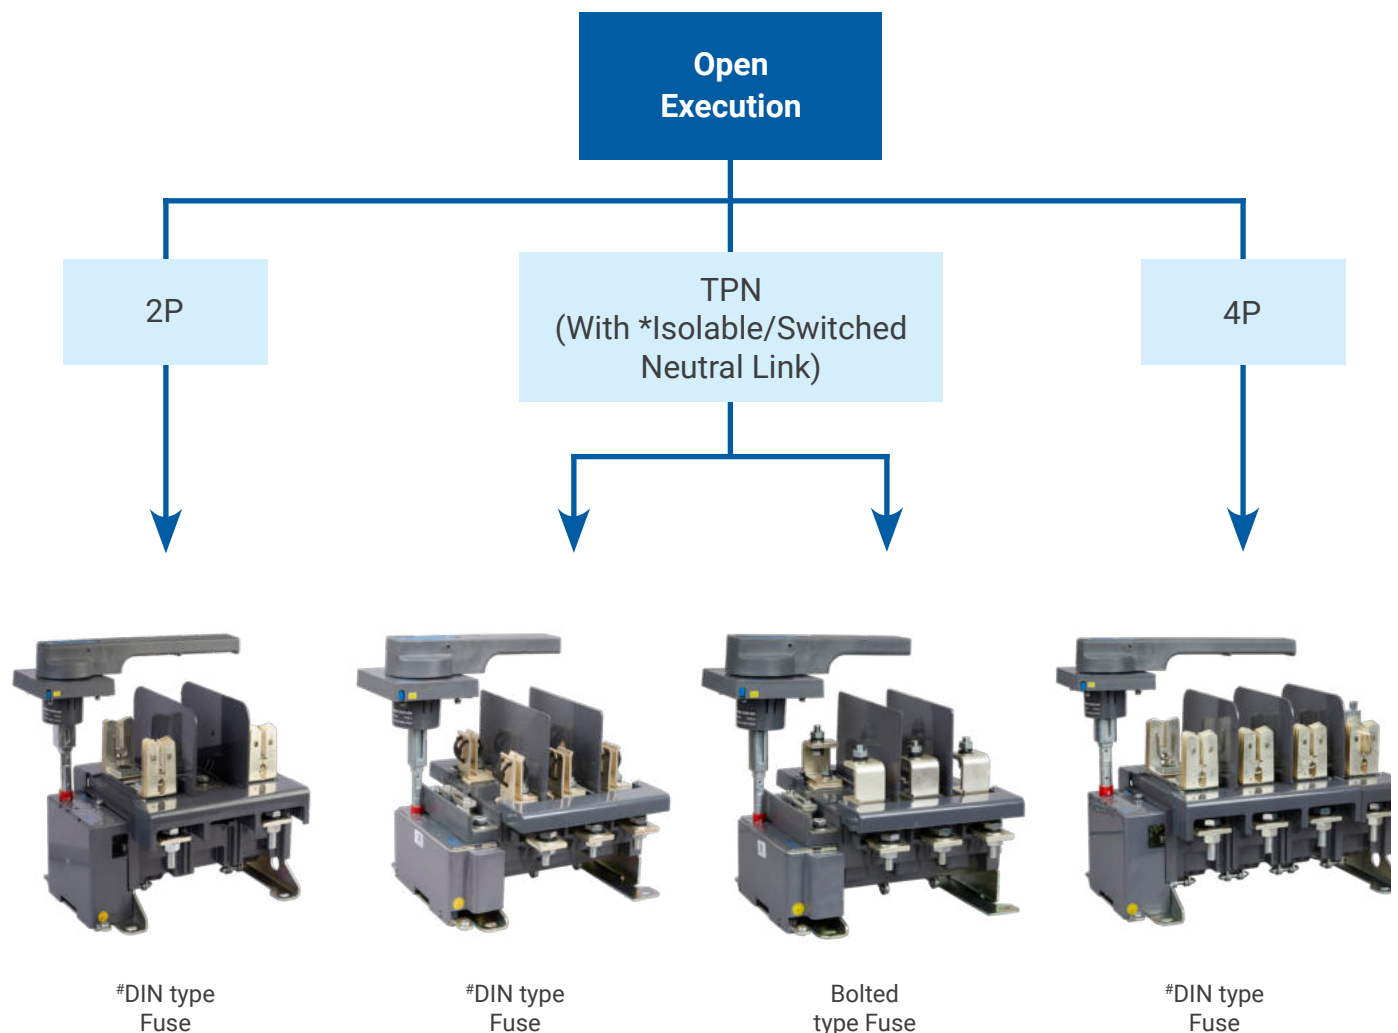 Open
Execution
2P
TPN
(With *Isolable/Switched
Neutral Link)
4P
#DIN type
Fuse
#DIN type
Fuse
Bolted
type Fuse
#DIN type
Fuse